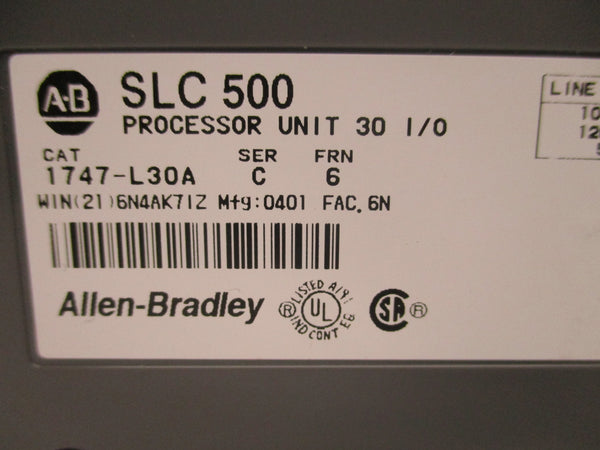 A-B SLC 500
PROCESSOR UNIT 30 I/O
CAT SER FRN
1747-L30A C 6
WIN(21)6N4AK7IZ Mfg:0401 FAC.6N
Allen-Bradley
®
LISTED
UL
IND CONT
SA ®
LINE